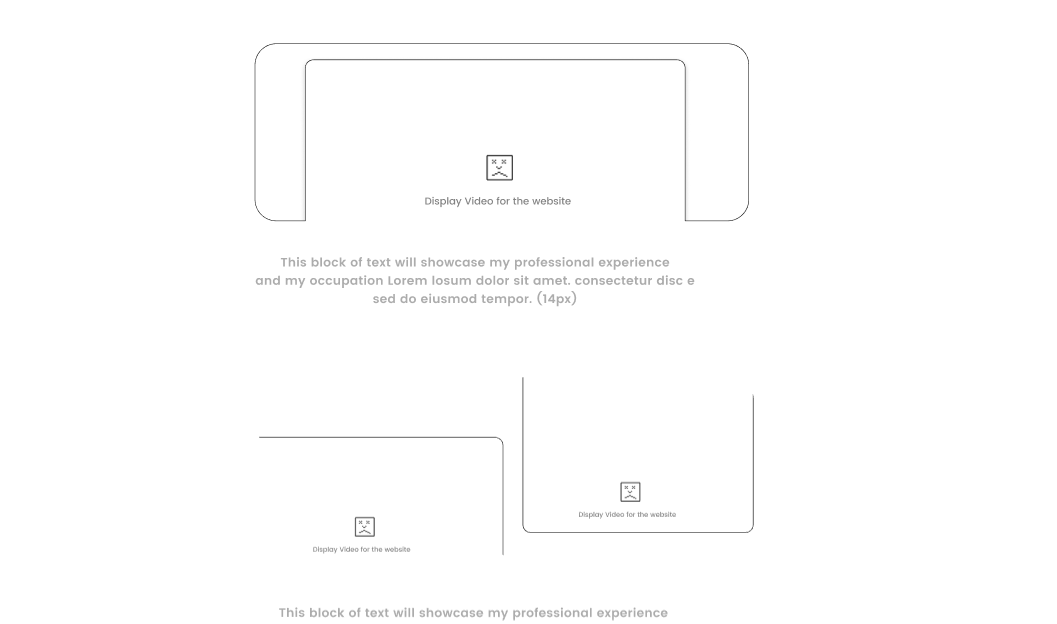 Display Video for the website
This block of text will showcase my professional experience
and my occupation Lorem Iosum dolor sit amet. consectetur disc e
sed do eiusmod tempor. (14px)
Display Video for the website
Display Video for the website
This block of text will showcase my professional experience